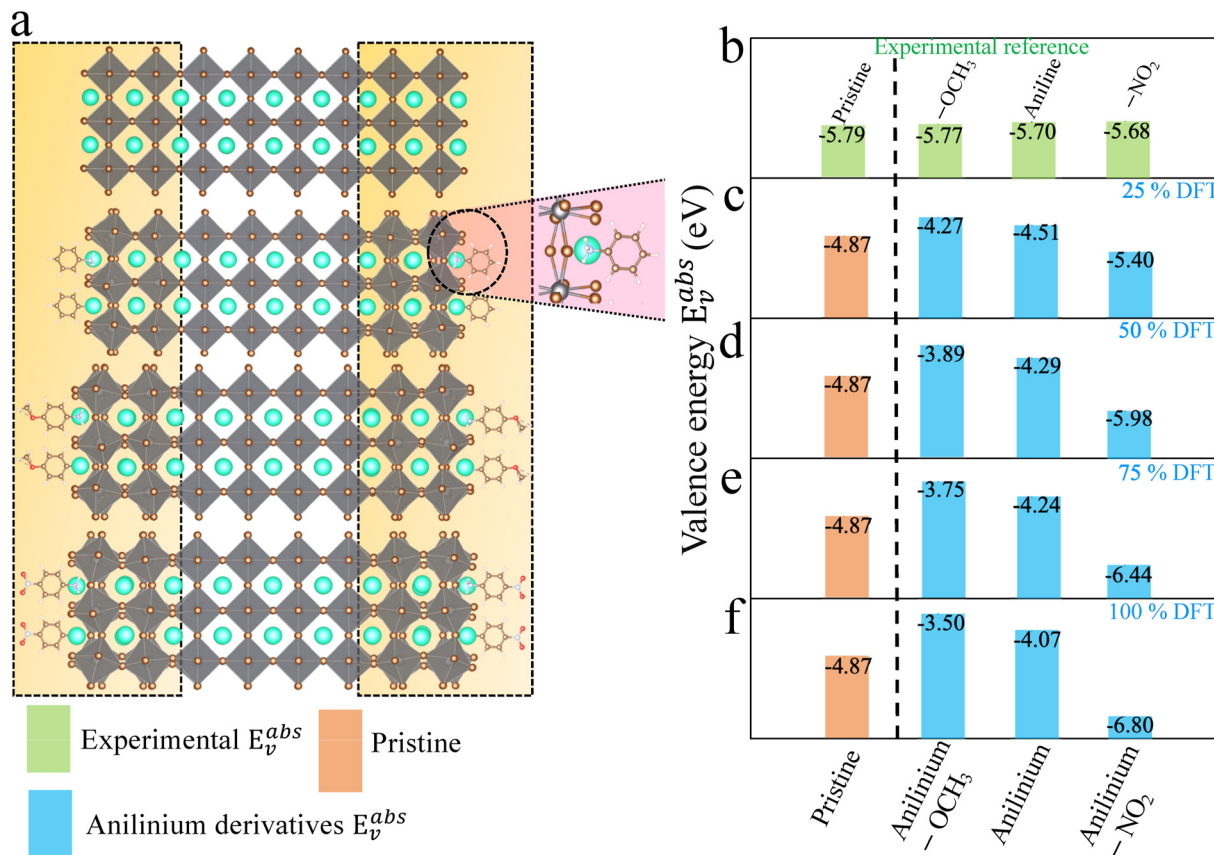 a
b
Experimental reference
Pristine
−OCH₃
Aniline
−NO₂
-5.79
-5.77
-5.70
-5.68
Valence energy E_v^abs (eV)
c
25 % DFT
-4.87
-4.27
-4.51
-5.40
d
50 % DFT
-4.87
-3.89
-4.29
-5.98
e
75 % DFT
-4.87
-3.75
-4.24
-6.44
f
100 % DFT
-4.87
-3.50
-4.07
-6.80
Pristine
Anilinium
− OCH₃
Anilinium
Anilinium
− NO₂
Experimental E_v^abs
Pristine
Anilinium derivatives E_v^abs